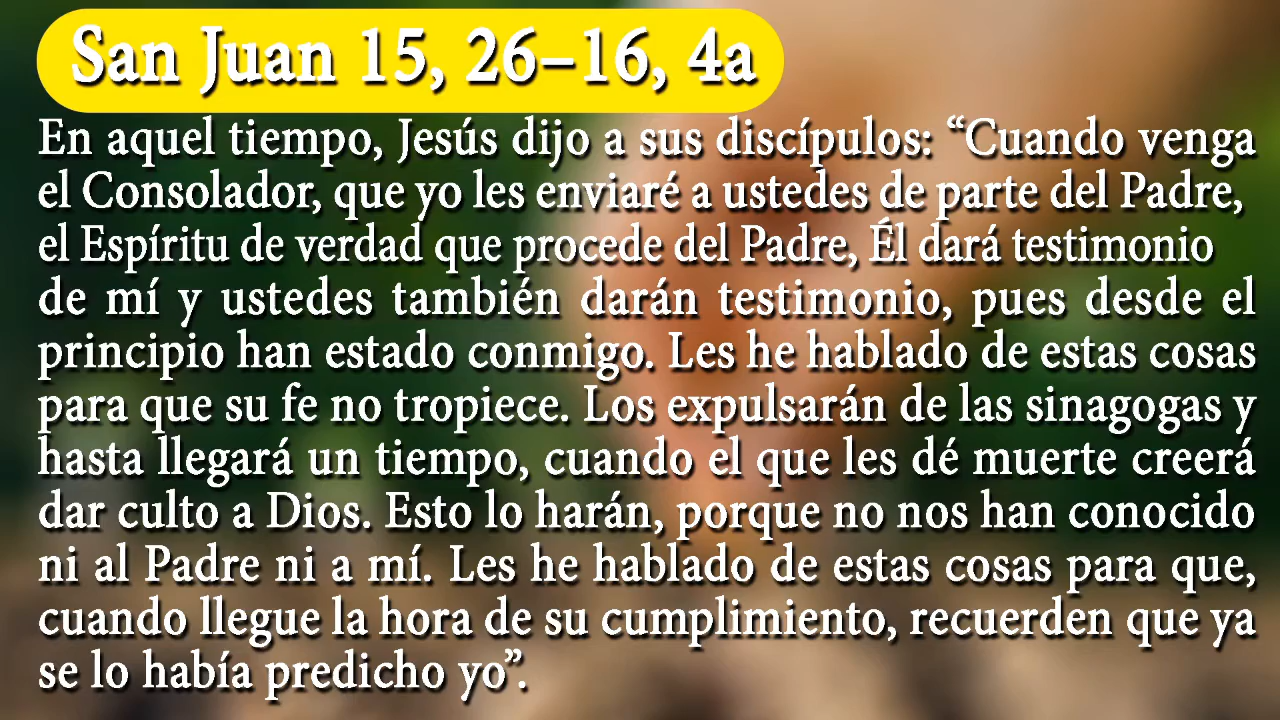 San Juan 15, 26–16, 4a
En aquel tiempo, Jesús dijo a sus discípulos: “Cuando venga
el Consolador, que yo les enviaré a ustedes de parte del Padre,
el Espíritu de verdad que procede del Padre, Él dará testimonio
de mí y ustedes también darán testimonio, pues desde el
principio han estado conmigo. Les he hablado de estas cosas
para que su fe no tropiece. Los expulsarán de las sinagogas y
hasta llegará un tiempo, cuando el que les dé muerte creerá
dar culto a Dios. Esto lo harán, porque no nos han conocido
ni al Padre ni a mí. Les he hablado de estas cosas para que,
cuando llegue la hora de su cumplimiento, recuerden que ya
se lo había predicho yo”.